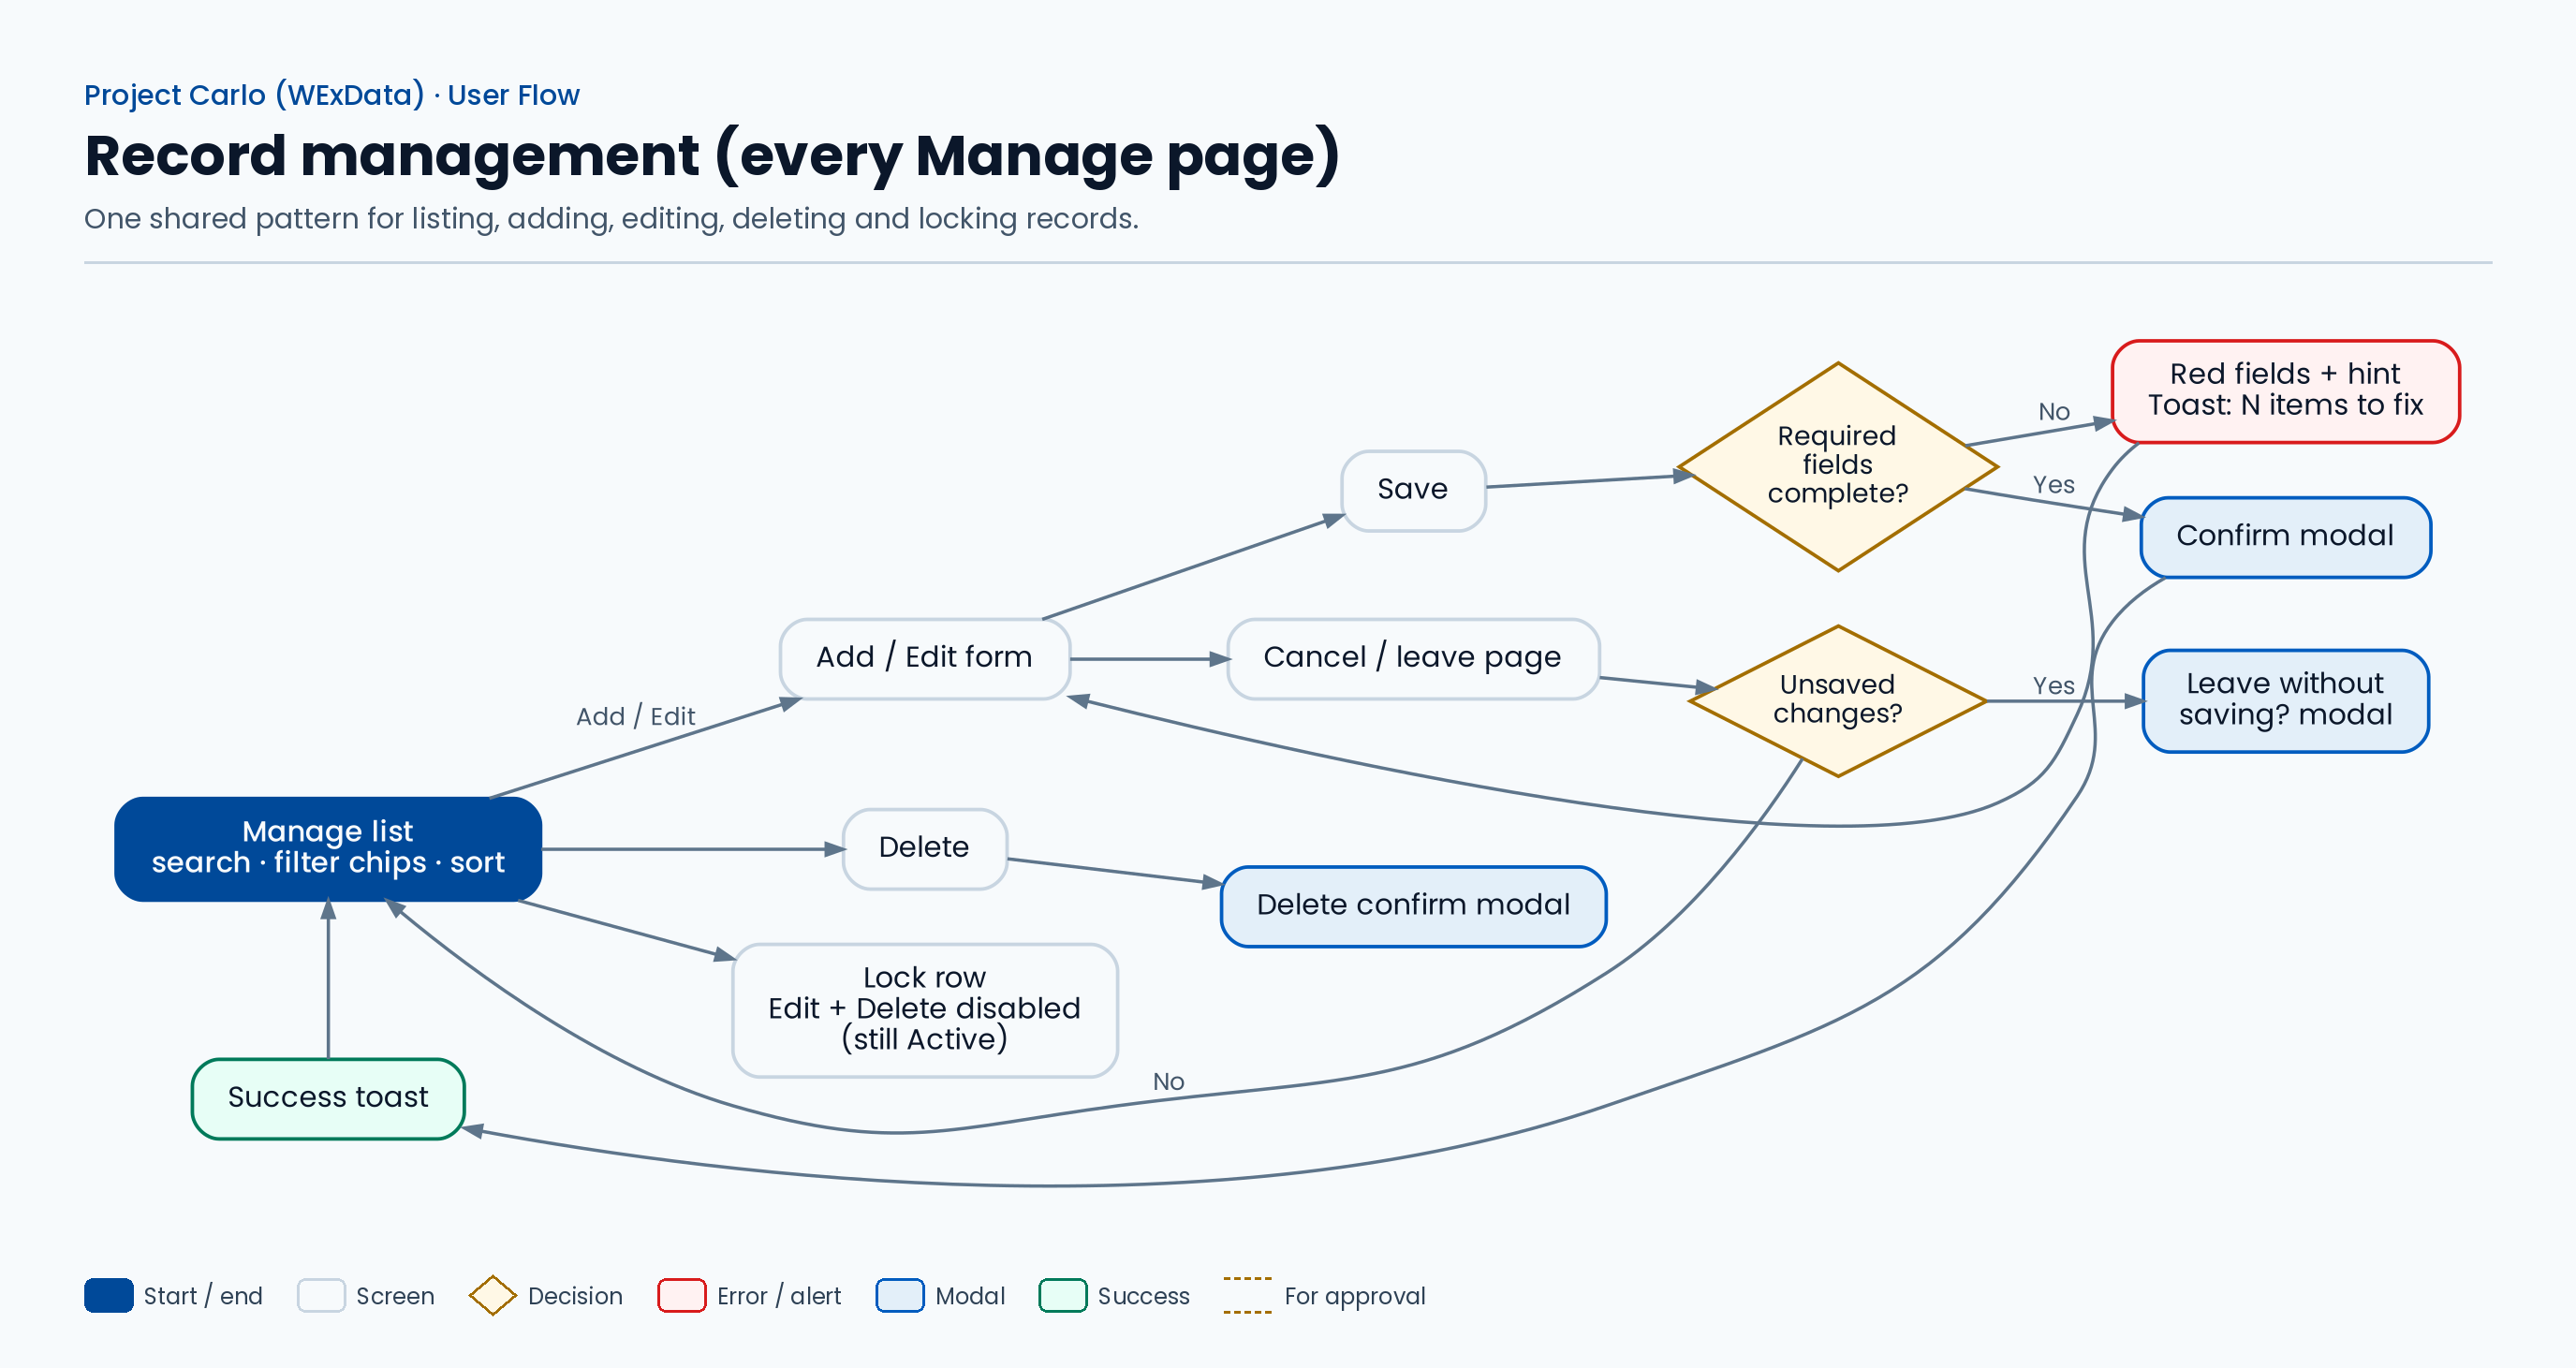 Project Carlo (WExData) · User Flow
Record management (every Manage page)
One shared pattern for listing, adding, editing, deleting and locking records.
Red fields + hint
Toast: N items to fix
No
Required
fields
complete?
Save
Yes
Confirm modal
Add / Edit form
Cancel / leave page
Unsaved
changes?
Yes
Leave without
saving? modal
Add / Edit
Manage list
search · filter chips · sort
Delete
Delete confirm modal
Lock row
Edit + Delete disabled
(still Active)
No
Success toast
Start / end
Screen
Decision
Error / alert
Modal
Success
For approval